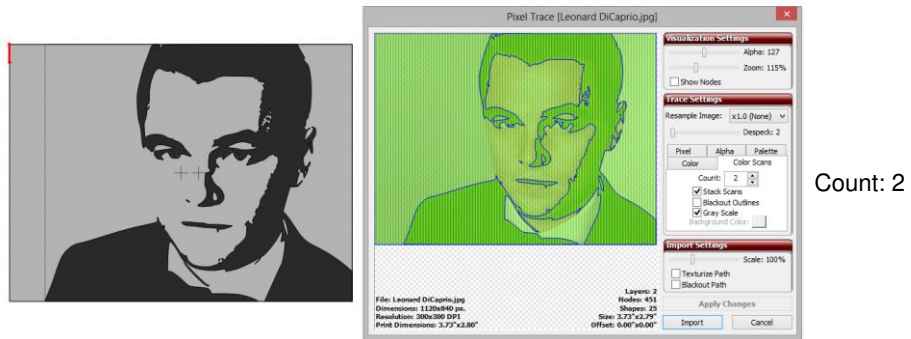 Pixel Trace [Leonard DiCaprio.jpg]
Visualization Settings
Alpha: 127
Zoom: 115%
Show Nodes
Trace Settings
Resample Image: x1.0 (None)
Despeck: 2
Pixel Alpha Palette
Color Color Scans
Count: 2
Stack Scans
Blackout Outlines
Gray Scale
Background Color:
Import Settings
Scale: 100%
Texturize Path
Blackout Path
Apply Changes
Import Cancel
File: Leonard DiCaprio.jpg
Dimensions: 1120x840 px.
Resolution: 300x300 DPI
Print Dimensions: 3.73"x2.80"
Layers: 2
Nodes: 451
Shapes: 25
Size: 3.73"x2.79"
Offset: 0.00"x0.00"
Count: 2